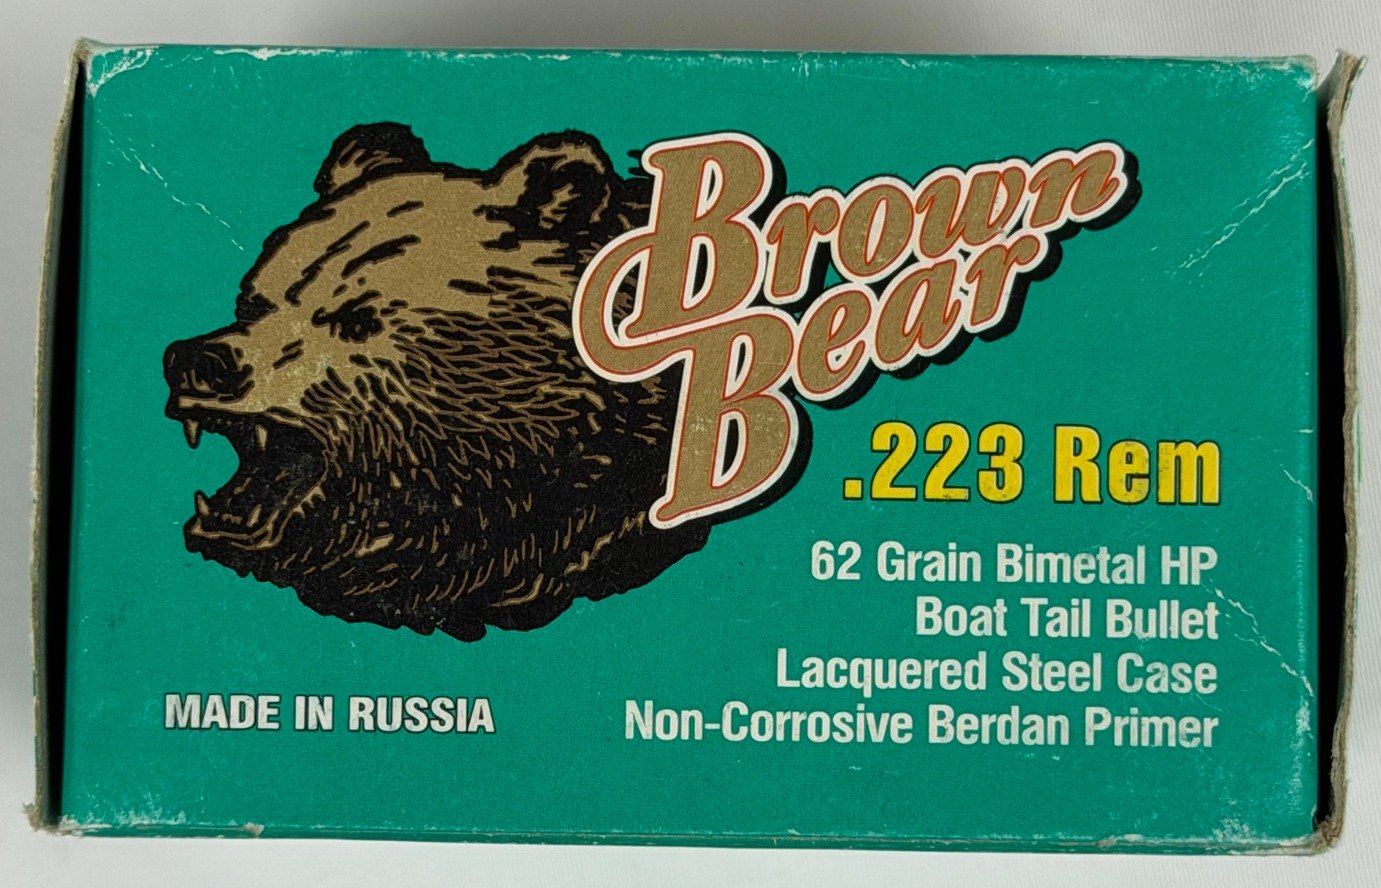 Brown
Bear
.223 Rem
62 Grain Bimetal HP
Boat Tail Bullet
Lacquered Steel Case
Non-Corrosive Berdan Primer
MADE IN RUSSIA